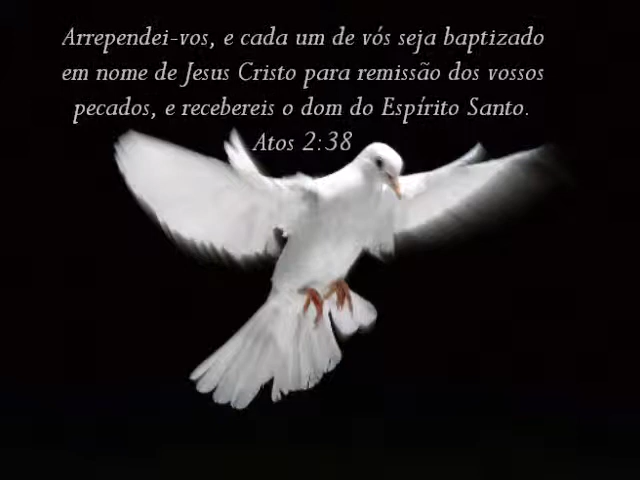 Arrependei-vos, e cada um de vós seja baptizado
em nome de Jesus Cristo para remissão dos vossos
pecados, e recebereis o dom do Espírito Santo.
Atos 2:38